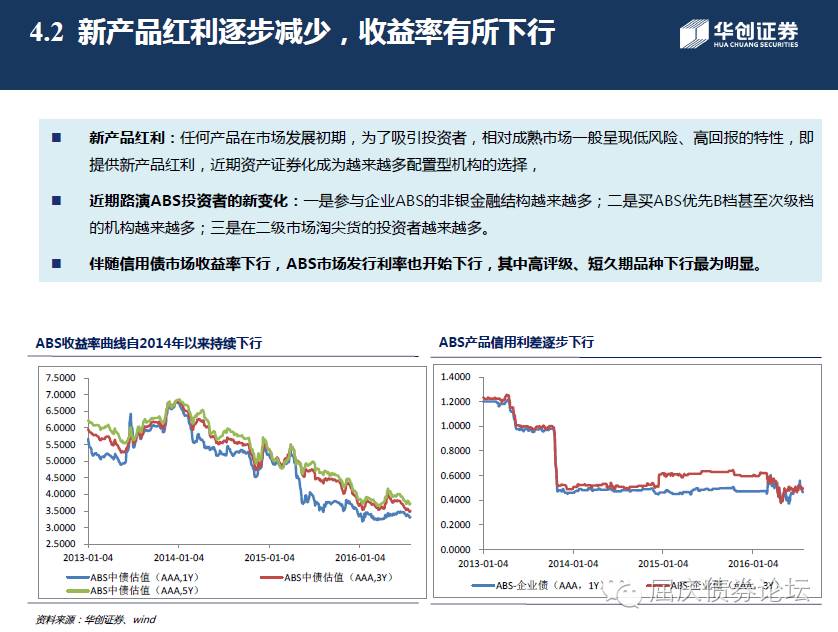 4.2 新产品红利逐步减少，收益率有所下行
华创证券
HUA CHUANG SECURITIES
■ 新产品红利：任何产品在市场发展初期，为了吸引投资者，相对成熟市场一般呈现低风险、高回报的特性，即
提供新产品红利，近期资产证券化成为越来越多配置型机构的选择，
■ 近期路演ABS投资者的新变化：一是参与企业ABS的非银金融结构越来越多；二是买ABS优先B档甚至次级档
的机构越来越多；三是在二级市场淘尖货的投资者越来越多。
■ 伴随信用债市场收益率下行，ABS市场发行利率也开始下行，其中高评级、短久期品种下行最为明显。
ABS收益率曲线自2014年以来持续下行
7.5000
7.0000
6.5000
6.0000
5.5000
5.0000
4.5000
4.0000
3.5000
3.0000
2.5000
2013-01-04 2014-01-04 2015-01-04 2016-01-04
ABS中债估值（AAA,1Y） ABS中债估值（AAA,3Y）
ABS中债估值（AAA,5Y）
ABS产品信用利差逐步下行
1.4000
1.2000
1.0000
0.8000
0.6000
0.4000
0.2000
0.0000
2013-01-04 2014-01-04 2015-01-04 2016-01-04
ABS-企业债（AAA，1Y） ABS-企业债（AAA，3Y）
屈庆债券论坛
资料来源：华创证券、wind